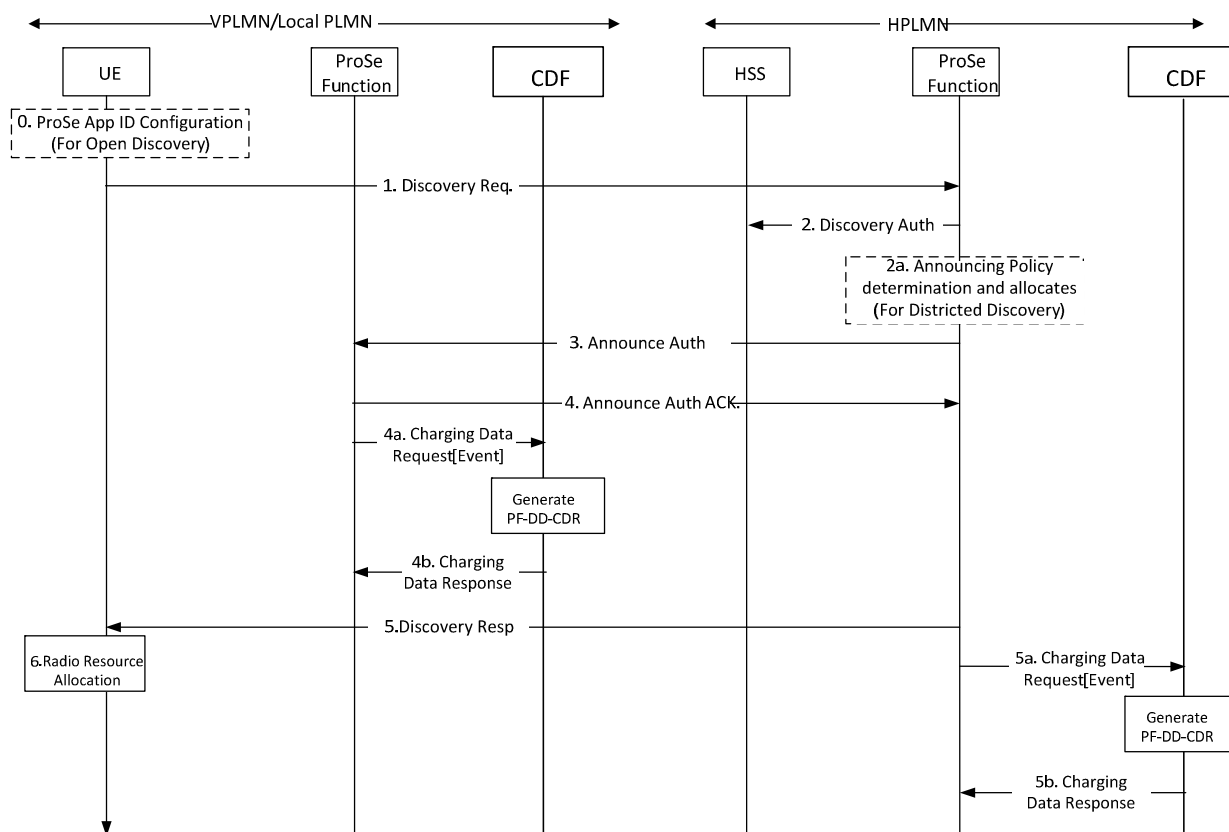 VPLMN/Local PLMN
HPLMN
UE
ProSe
Function
CDF
HSS
ProSe
Function
CDF
0. ProSe App ID Configuration
(For Open Discovery)
1. Discovery Req.
2. Discovery Auth
2a. Announcing Policy
determination and allocates
(For Districted Discovery)
3. Announce Auth
4. Announce Auth ACK.
4a. Charging Data
Request[Event]
Generate
PF-DD-CDR
4b. Charging
Data Response
5.Discovery Resp
6.Radio Resource
Allocation
5a. Charging Data
Request[Event]
Generate
PF-DD-CDR
5b. Charging
Data Response